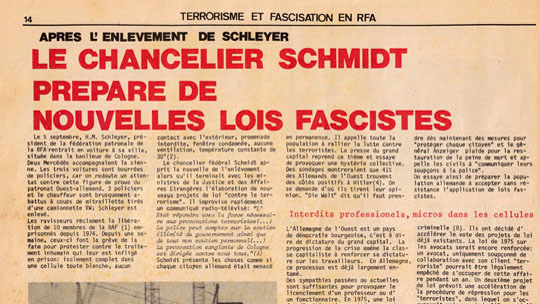 14
TERRORISME ET FASCISATION EN RFA
APRES L'ENLEVEMENT DE SCHLEYER
LE CHANCELIER SCHMIDT
PREPARE DE
NOUVELLES LOIS FASCISTES
Le 5 septembre, H.M. Schleyer, pré-
sident de la fédération patronale de
la RFA rentrait en voiture à sa villa,
située dans la banlieue de Cologne.
Deux Mercédès accompagnaient la
sienne. Les trois voitures sont bourrées
de policiers, car on redoute un atten-
tat contre cette figure de proue du
patronat Ouest-allemand. 3 policiers et
1 chauffeur périront et le ravisseurs-
battus à coups de mitraillette tirés,
d'une camionnette VW; Schleyer est
enlevé.
Les ravisseurs réclament la libéra-
tion de 10 membres de la RAF (1) em-
prisonnés depuis 1974. Depuis une se-
maine, ceux-ci font la grève de la
faim pour protester contre le traite-
ment inhumain qui leur est infligé
en prison: isolement complet dans
une cellule toute blanche, aucun
contact avec l'extérieur, promenade
interdite, fenêtre condamnée, aucune
ventilation, température constante de
30°(2).
Le chancelier fédéral Schmidt ap-
prit la nouvelle de l'enlèvement
alors qu'il terminait avec les mi-
nistres de la Justice et des Affai-
res Etrangères l'élaboration de nou-
veaux projets de loi "contre le ter-
rorisme". Il improvise rapidement
un communiqué radio-télévisé: "L'
Etat répondra avec la force nécessai-
re aux provocations terroristes(...)
la police peut compter sur le soutien
illimité du gouvernement ainsi que
de tout son soutien personnel(...)
la provocation sanglante de Cologne
est dirigée contre nous tous."(3)
Schmidt présente les choses comme si
chaque citoyen allemand était menacé
en permanence. Il appelle toute la
population à rallier la lutte contre
les terroristes. La presse du grand
capital reprend ce thème et essaye
de provoquer une hystérie collective.
Des sondages montreraient que 41%
des Allemands de l'Ouest trouvent
des côtés positifs à Hitler(4). On
se demande d'où ils tirent leur opi-
nion. "Die Welt" dit qu'il faut pren-
dre dès maintenant des mesures pour
"protéger chaque citoyen" et le gé-
néral Steiger plaide pour la res-
tauration de la peine de mort et ap-
pelle les civils à "communiquer leurs
soupçons à la police".
On essaye ainsi de préparer la popu-
lation allemande à accepter sans ré-
sistance l'application de lois fas-
cistes.
Interdits professionels, micros dans les cellules
L'Allemagne de l'Ouest est un pays
démocratie bourgeoise, c'est à di-
re de dictature du grand capital. La
progression de la crise amène la clas-
se capitaliste à renforcer sa dictatu-
re sur les travailleurs. En Allemagne,
ce processus est déjà largement en-
tamé.
Des sympathies passées ou actuelles
sont suffisantes pour provoquer le
licenciement d'un professeur ou d'
un fonctionnaire. En 1975, une loi
criminelle (8). Ils ont décidé d'
accélérer le vote des projets de loi
déjà existants. La loi de 1975 sur
les avocats serait encore renforcée:
un avocat, uniquement soupçonné de
collaboration avec son client "ter-
roriste" pourrait être légalement
empêché de s'occuper de cette affai-
re pendant un an. Un deuxième projet
de loi prévoit une accélération de
la procédure de répression pour les